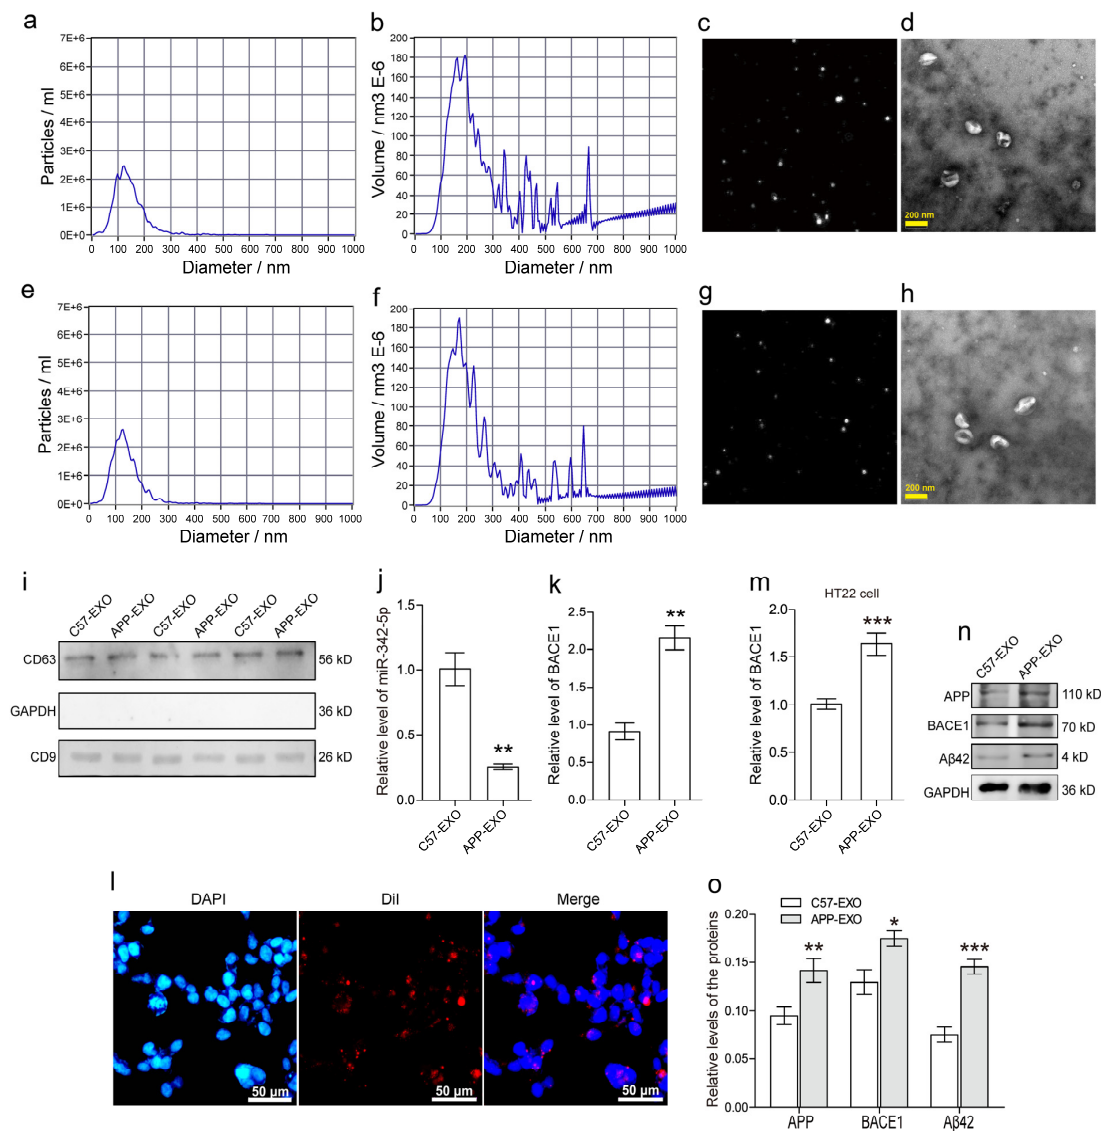 a
7E+6
6E+6
5E+6
4E+6
3E+6
2E+6
1E+6
0E+0
Particles / ml
0 100 200 300 400 500 600 700 800 900 1000
Diameter / nm
b
200
180
160
140
120
100
80
60
40
20
0
Volume / nm3 E-6
0 100 200 300 400 500 600 700 800 900 1000
Diameter / nm
c
d
200 nm
e
7E+6
6E+6
5E+6
4E+6
3E+6
2E+6
1E+6
0E+0
Particles / ml
0 100 200 300 400 500 600 700 800 900 1000
Diameter / nm
f
200
180
160
140
120
100
80
60
40
20
0
Volume / nm3 E-6
0 100 200 300 400 500 600 700 800 900 1000
Diameter / nm
g
h
200 nm
i
C57-EXO APP-EXO C57-EXO APP-EXO C57-EXO APP-EXO
CD63 56 kD
GAPDH 36 kD
CD9 26 kD
j
Relative level of miR-342-5p
1.5
1.0
0.5
0.0
**
C57-EXO APP-EXO
k
Relative level of BACE1
2.5
2.0
1.5
1.0
0.5
0.0
**
C57-EXO APP-EXO
m
HT22 cell
Relative level of BACE1
2.0
1.5
1.0
0.5
0.0
***
C57-EXO APP-EXO
n
C57-EXO APP-EXO
APP 110 kD
BACE1 70 kD
Aβ42 4 kD
GAPDH 36 kD
l
DAPI DiI Merge
50 μm 50 μm 50 μm
o
C57-EXO
APP-EXO
Relative levels of the proteins
0.20
0.15
0.10
0.05
0.00
** * ***
APP BACE1 Aβ42